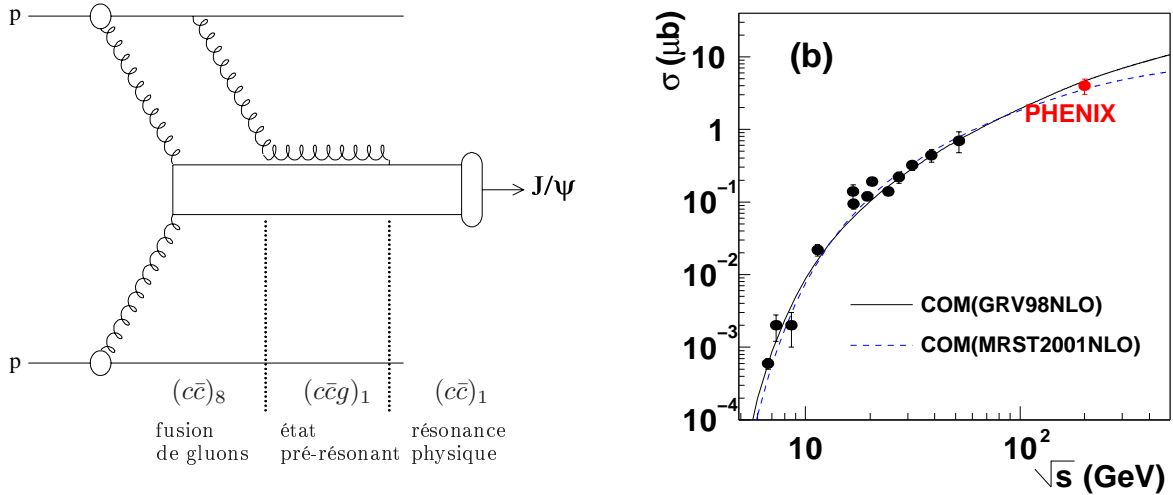 p
J/ψ
p
(cc̄)₈ (cc̄g)₁ (cc̄)₁
fusion état résonance
de gluons pré-résonant physique
σ (μb)
(b)
10
1
10⁻¹
10⁻²
10⁻³
10⁻⁴
PHENIX
COM(GRV98NLO)
COM(MRST2001NLO)
10 10²
√s (GeV)